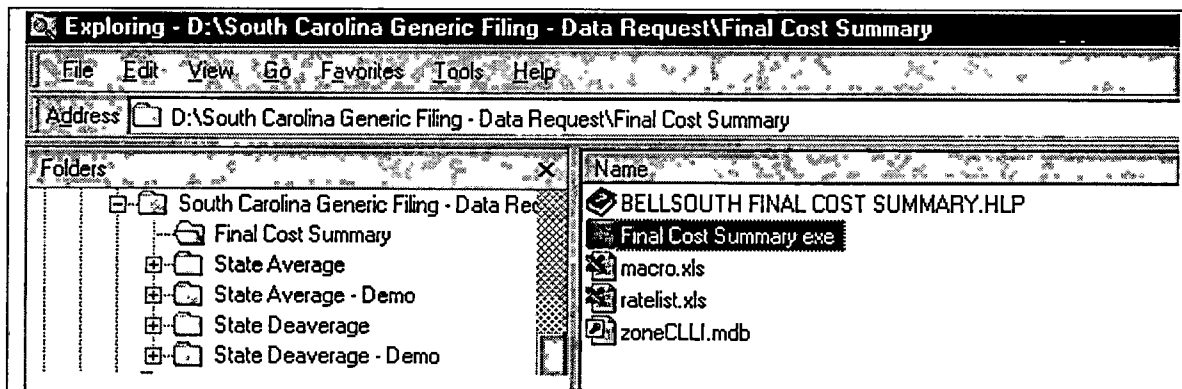 Exploring - D:\South Carolina Generic Filing - Data Request\Final Cost Summary
File Edit View Go Favorites Tools Help
Address D:\South Carolina Generic Filing - Data Request\Final Cost Summary
Folders
South Carolina Generic Filing - Data Req
Final Cost Summary
State Average
State Average - Demo
State Deaverage
State Deaverage - Demo
Name
BELLSOUTH FINAL COST SUMMARY.HLP
Final Cost Summary exe
macro.xls
ratelist.xls
zoneCLLI.mdb